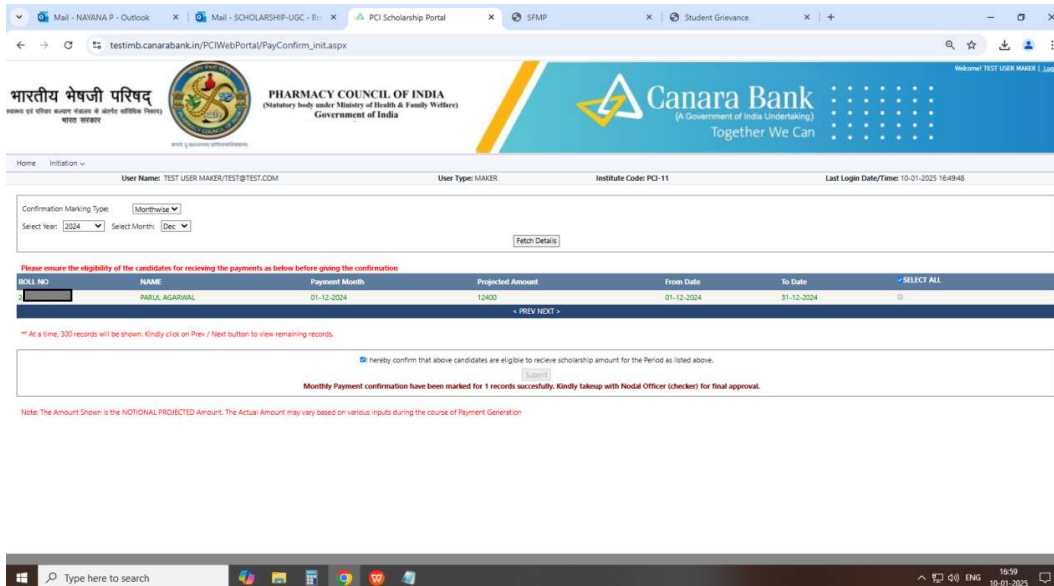 Mail - NAYANA P - Outlook
Mail - SCHOLARSHIP-UGC - Br
PCI Scholarship Portal
SFMP
Student Grievance
testimb.canarabank.in/PCIWebPortal/PayConfirm_init.aspx
भारतीय भेषजी परिषद्
भारत सरकार
PHARMACY COUNCIL OF INDIA
(Statutory body under Ministry of Health & Family Welfare)
Government of India
Canara Bank
(A Government of India Undertaking)
Together We Can
Welcome! TEST USER MAKER |
Home Initiation
User Name: TEST USER MAKER/TEST@TEST.COM User Type: MAKER Institute Code: PCI-11 Last Login Date/Time: 10-01-2025 16:49:48
Confirmation Marking Type: Monthwise
Select Year: 2024 Select Month: Dec
Fetch Details
Please ensure the eligibility of the candidates for recieving the payments as below before giving the confirmation
ROLL NO NAME Payment Month Projected Amount From Date To Date SELECT ALL
2 PARUL AGARWAL 01-12-2024 12400 01-12-2024 31-12-2024
< PREV NEXT >
** At a time, 300 records will be shown. Kindly click on Prev / Next button to view remaining records.
I hereby confirm that above candidates are eligible to recieve scholarship amount for the Period as listed above.
Submit
Monthly Payment confirmation have been marked for 1 records succesfully. Kindly takeup with Nodal Officer (checker) for final approval.
Note: The Amount Shown is the NOTIONAL PROJECTED Amount. The Actual Amount may vary based on various inputs during the course of Payment Generation
Type here to search
ENG
16:59
10-01-2025